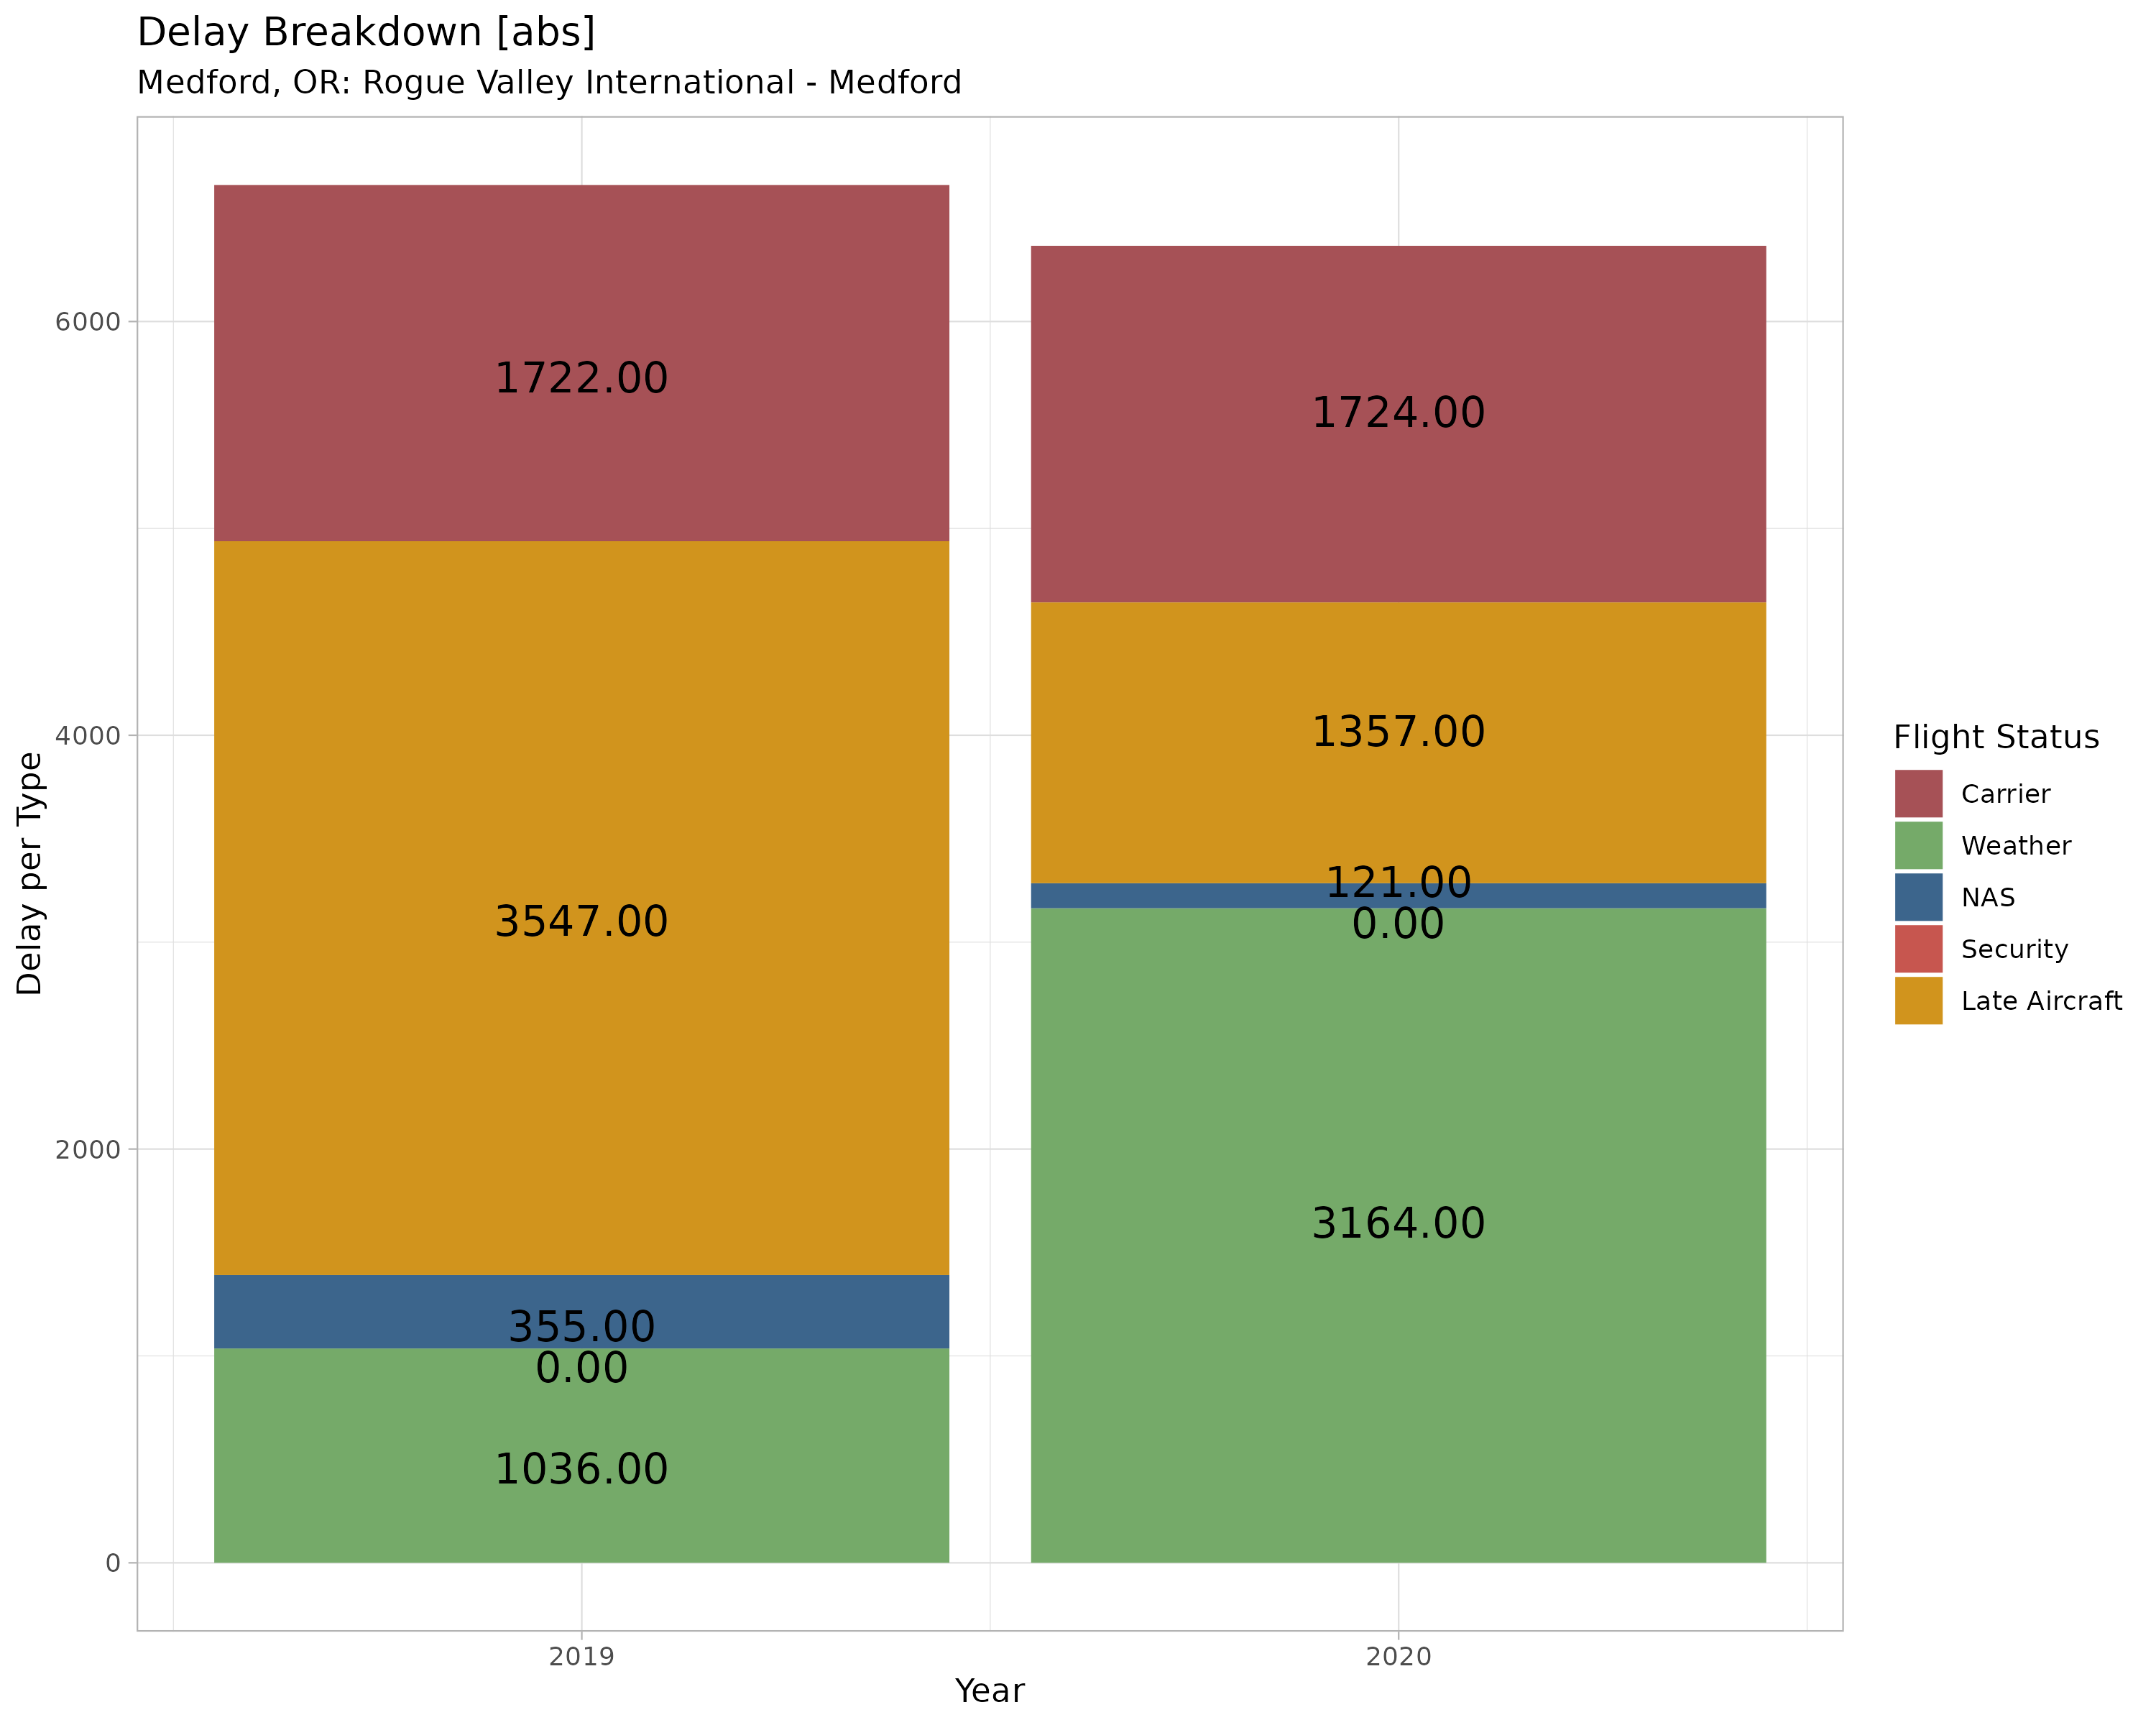 Delay Breakdown [abs]
Medford, OR: Rogue Valley International - Medford
Delay per Type
6000
4000
2000
0
1722.00
3547.00
355.00
0.00
1036.00
1724.00
1357.00
121.00
0.00
3164.00
2019
2020
Year
Flight Status
Carrier
Weather
NAS
Security
Late Aircraft